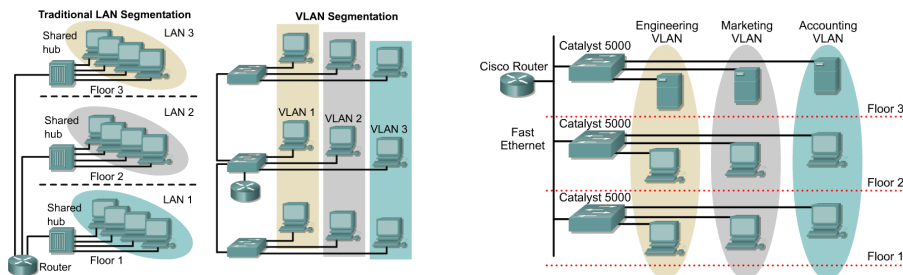 Traditional LAN Segmentation
Shared
hub
LAN 3
Floor 3
Shared
hub
LAN 2
Floor 2
Shared
hub
LAN 1
Floor 1
Router
VLAN Segmentation
VLAN 1
VLAN 2
VLAN 3
Engineering
VLAN
Marketing
VLAN
Accounting
VLAN
Catalyst 5000
Cisco Router
Floor 3
Fast
Ethernet
Catalyst 5000
Floor 2
Catalyst 5000
Floor 1